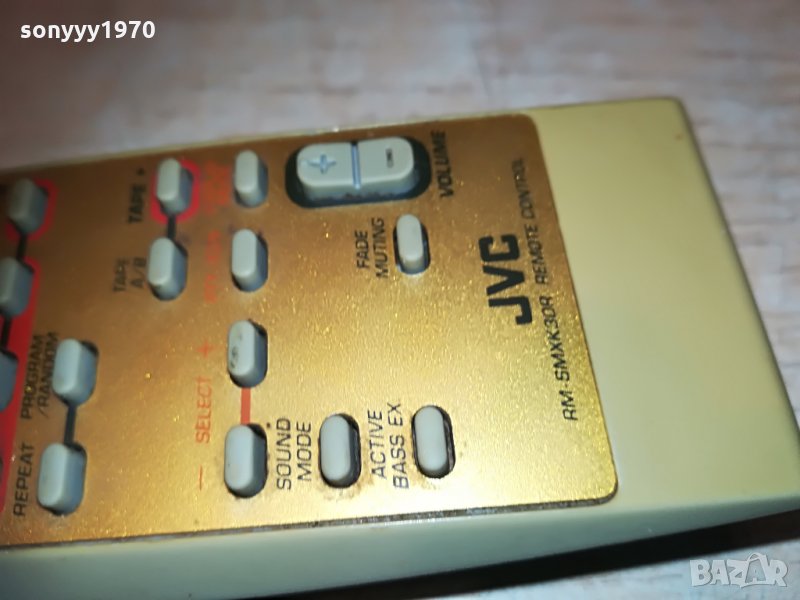 sonyyy1970
TAPE
VOLUME
TAPE
A/B
FADE
MUTING
JVC
RM-SMXK30R REMOTE CONTROL
PROGRAM
/RANDOM
REPEAT
− SELECT +
SOUND
MODE
ACTIVE
BASS EX.
BAZAR